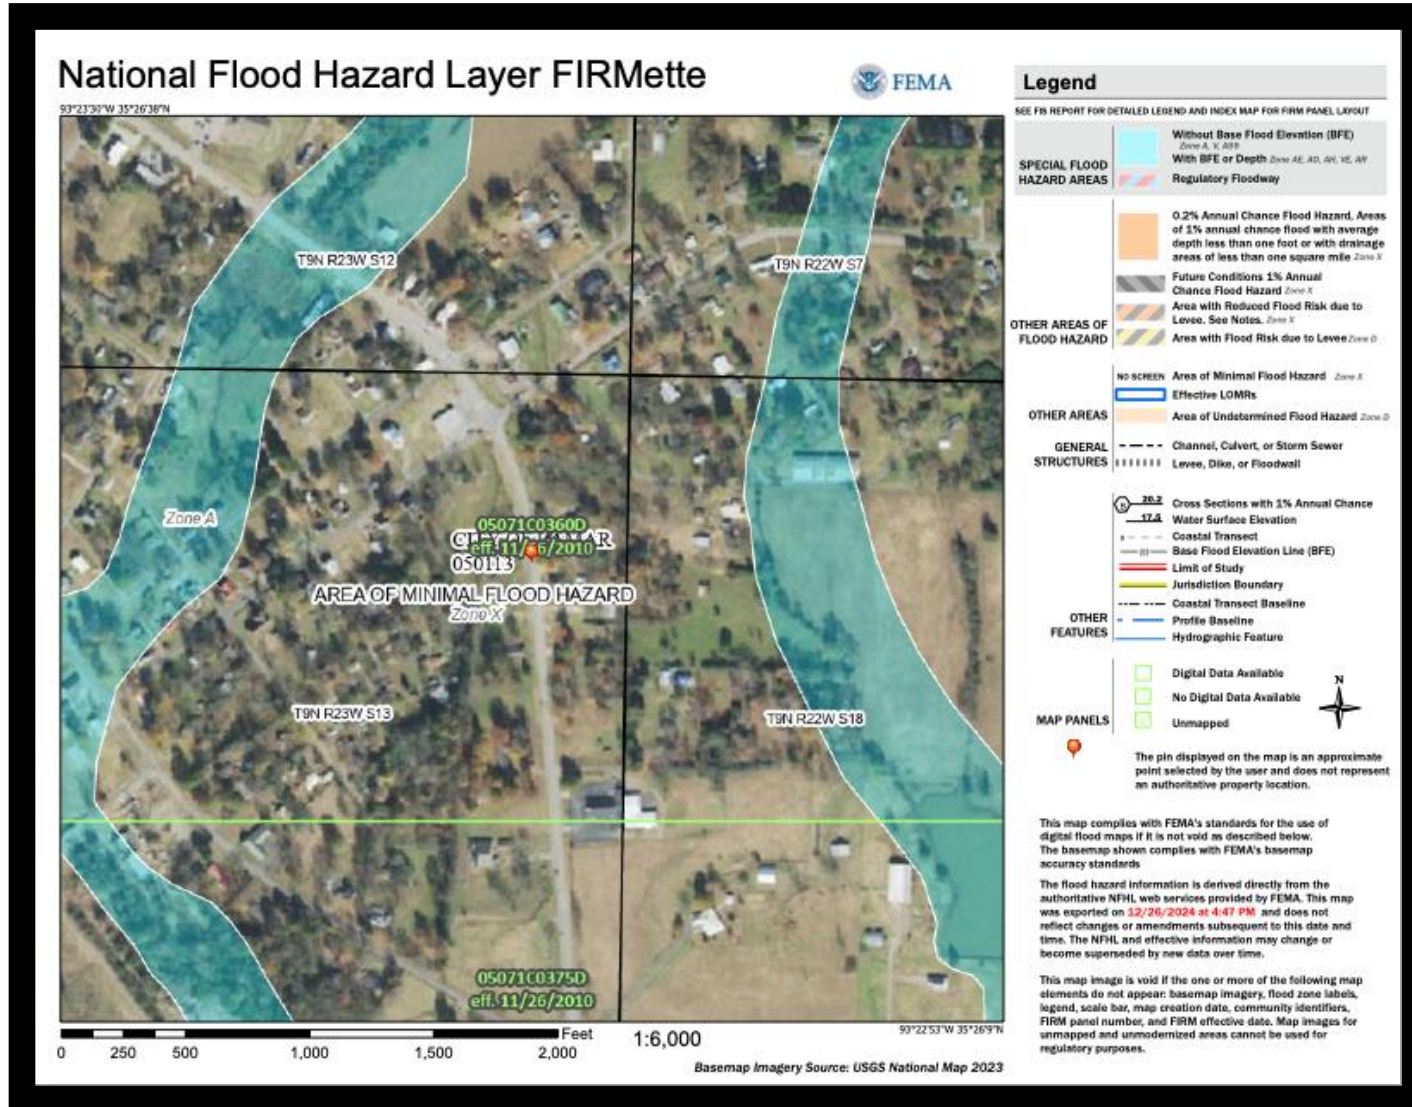 National Flood Hazard Layer FIRMette
FEMA
93°23'30"W 35°26'38"N
T9N R23W S12
T9N R22W S7
Zone A
05071C0360D
eff. 11/26/2010
050113
AREA OF MINIMAL FLOOD HAZARD
Zone X
T9N R23W S13
T9N R22W S18
05071C0375D
eff. 11/26/2010
93°22'53"W 35°26'9"N
Feet
1:6,000
0 250 500 1,000 1,500 2,000
Basemap Imagery Source: USGS National Map 2023
Legend
SEE FIS REPORT FOR DETAILED LEGEND AND INDEX MAP FOR FIRM PANEL LAYOUT
SPECIAL FLOOD
HAZARD AREAS
Without Base Flood Elevation (BFE)
Zone A, V, A99
With BFE or Depth Zone AE, AO, AH, VE, AR
Regulatory Floodway
OTHER AREAS OF
FLOOD HAZARD
0.2% Annual Chance Flood Hazard, Areas
of 1% annual chance flood with average
depth less than one foot or with drainage
areas of less than one square mile Zone X
Future Conditions 1% Annual
Chance Flood Hazard Zone X
Area with Reduced Flood Risk due to
Levee. See Notes. Zone X
Area with Flood Risk due to Levee Zone D
OTHER AREAS
NO SCREEN Area of Minimal Flood Hazard Zone X
Effective LOMRs
Area of Undetermined Flood Hazard Zone D
GENERAL
STRUCTURES
Channel, Culvert, or Storm Sewer
Levee, Dike, or Floodwall
OTHER
FEATURES
20.2 Cross Sections with 1% Annual Chance
17.5 Water Surface Elevation
Coastal Transect
Base Flood Elevation Line (BFE)
Limit of Study
Jurisdiction Boundary
Coastal Transect Baseline
Profile Baseline
Hydrographic Feature
MAP PANELS
Digital Data Available
No Digital Data Available
Unmapped
N
The pin displayed on the map is an approximate
point selected by the user and does not represent
an authoritative property location.
This map complies with FEMA's standards for the use of
digital flood maps if it is not void as described below.
The basemap shown complies with FEMA's basemap
accuracy standards
The flood hazard information is derived directly from the
authoritative NFHL web services provided by FEMA. This map
was exported on 12/26/2024 at 4:47 PM and does not
reflect changes or amendments subsequent to this date and
time. The NFHL and effective information may change or
become superseded by new data over time.
This map image is void if the one or more of the following map
elements do not appear: basemap imagery, flood zone labels,
legend, scale bar, map creation date, community identifiers,
FIRM panel number, and FIRM effective date. Map images for
unmapped and unmodernized areas cannot be used for
regulatory purposes.